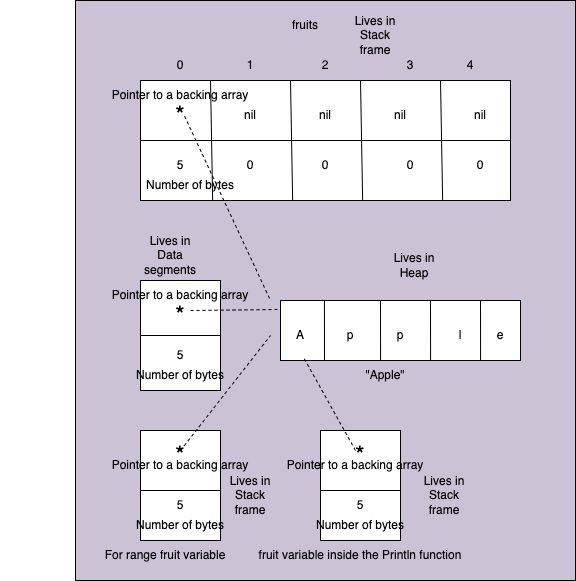 fruits
Lives in
Stack
frame
0 1 2 3 4
Pointer to a backing array
* nil nil nil nil
5 0 0 0 0
Number of bytes
Lives in
Data
segments
Lives in
Heap
Pointer to a backing array
*
5
Number of bytes
A p p l e
"Apple"
*
Pointer to a backing array
5
Number of bytes
Lives in
Stack
frame
*
Pointer to a backing array
5
Number of bytes
Lives in
Stack
frame
For range fruit variable
fruit variable inside the Println function